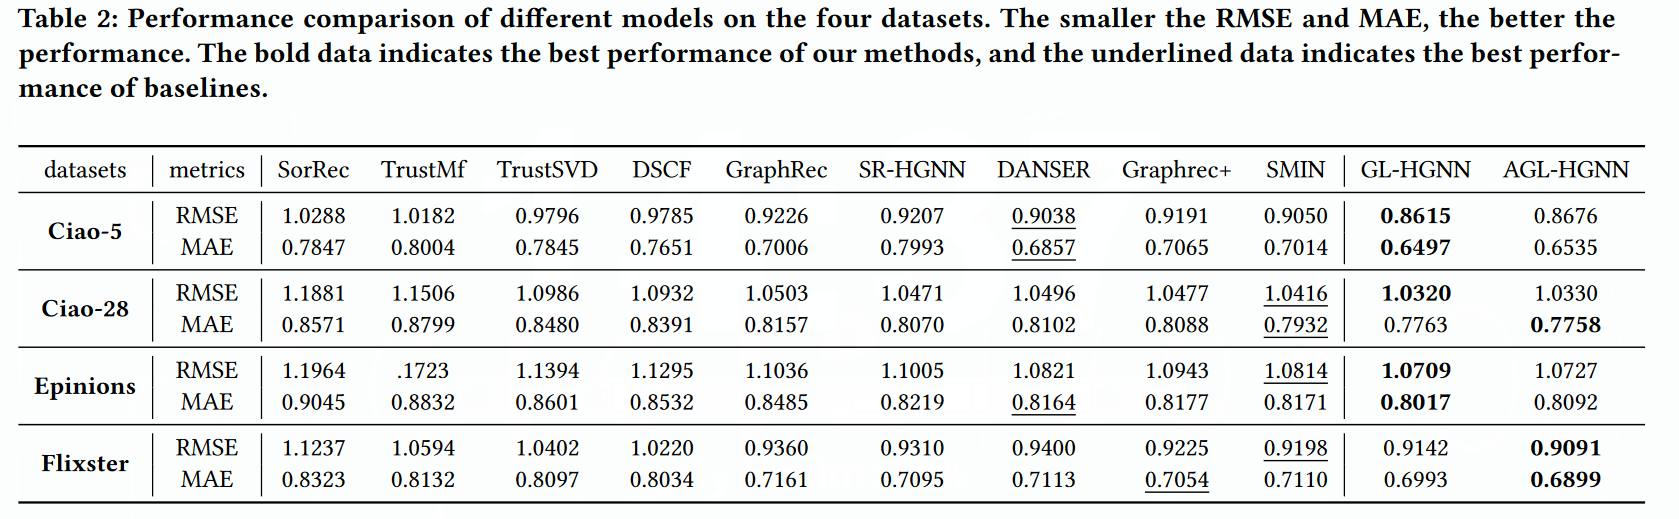 Table 2: Performance comparison of different models on the four datasets. The smaller the RMSE and MAE, the better the
performance. The bold data indicates the best performance of our methods, and the underlined data indicates the best perfor-
mance of baselines.
datasets metrics SorRec TrustMf TrustSVD DSCF GraphRec SR-HGNN DANSER Graphrec+ SMIN GL-HGNN AGL-HGNN
Ciao-5 RMSE 1.0288 1.0182 0.9796 0.9785 0.9226 0.9207 0.9038 0.9191 0.9050 0.8615 0.8676
MAE 0.7847 0.8004 0.7845 0.7651 0.7006 0.7993 0.6857 0.7065 0.7014 0.6497 0.6535
Ciao-28 RMSE 1.1881 1.1506 1.0986 1.0932 1.0503 1.0471 1.0496 1.0477 1.0416 1.0320 1.0330
MAE 0.8571 0.8799 0.8480 0.8391 0.8157 0.8070 0.8102 0.8088 0.7932 0.7763 0.7758
Epinions RMSE 1.1964 .1723 1.1394 1.1295 1.1036 1.1005 1.0821 1.0943 1.0814 1.0709 1.0727
MAE 0.9045 0.8832 0.8601 0.8532 0.8485 0.8219 0.8164 0.8177 0.8171 0.8017 0.8092
Flixster RMSE 1.1237 1.0594 1.0402 1.0220 0.9360 0.9310 0.9400 0.9225 0.9198 0.9142 0.9091
MAE 0.8323 0.8132 0.8097 0.8034 0.7161 0.7095 0.7113 0.7054 0.7110 0.6993 0.6899